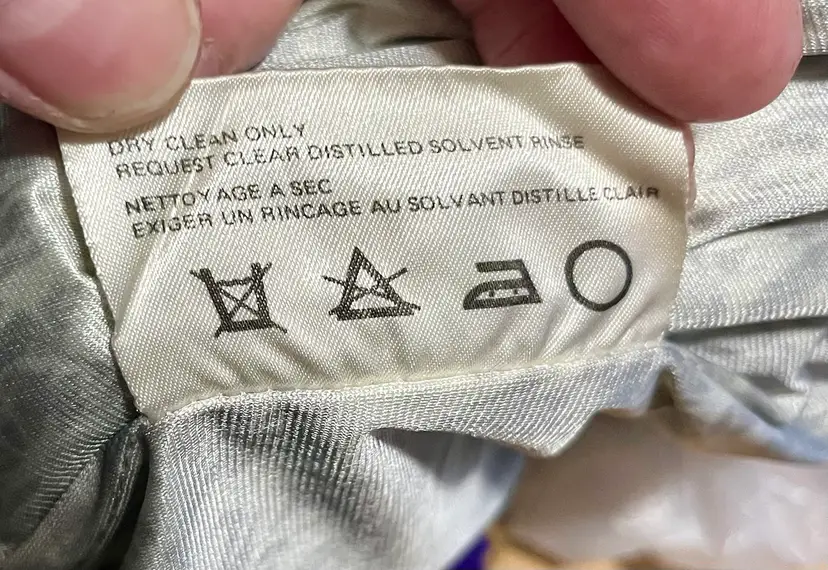 DRY CLEAN ONLY
REQUEST CLEAR DISTILLED SOLVENT RINSE
NETTOYAGE A SEC
EXIGER UN RINCAGE AU SOLVANT DISTILLE CLAIR